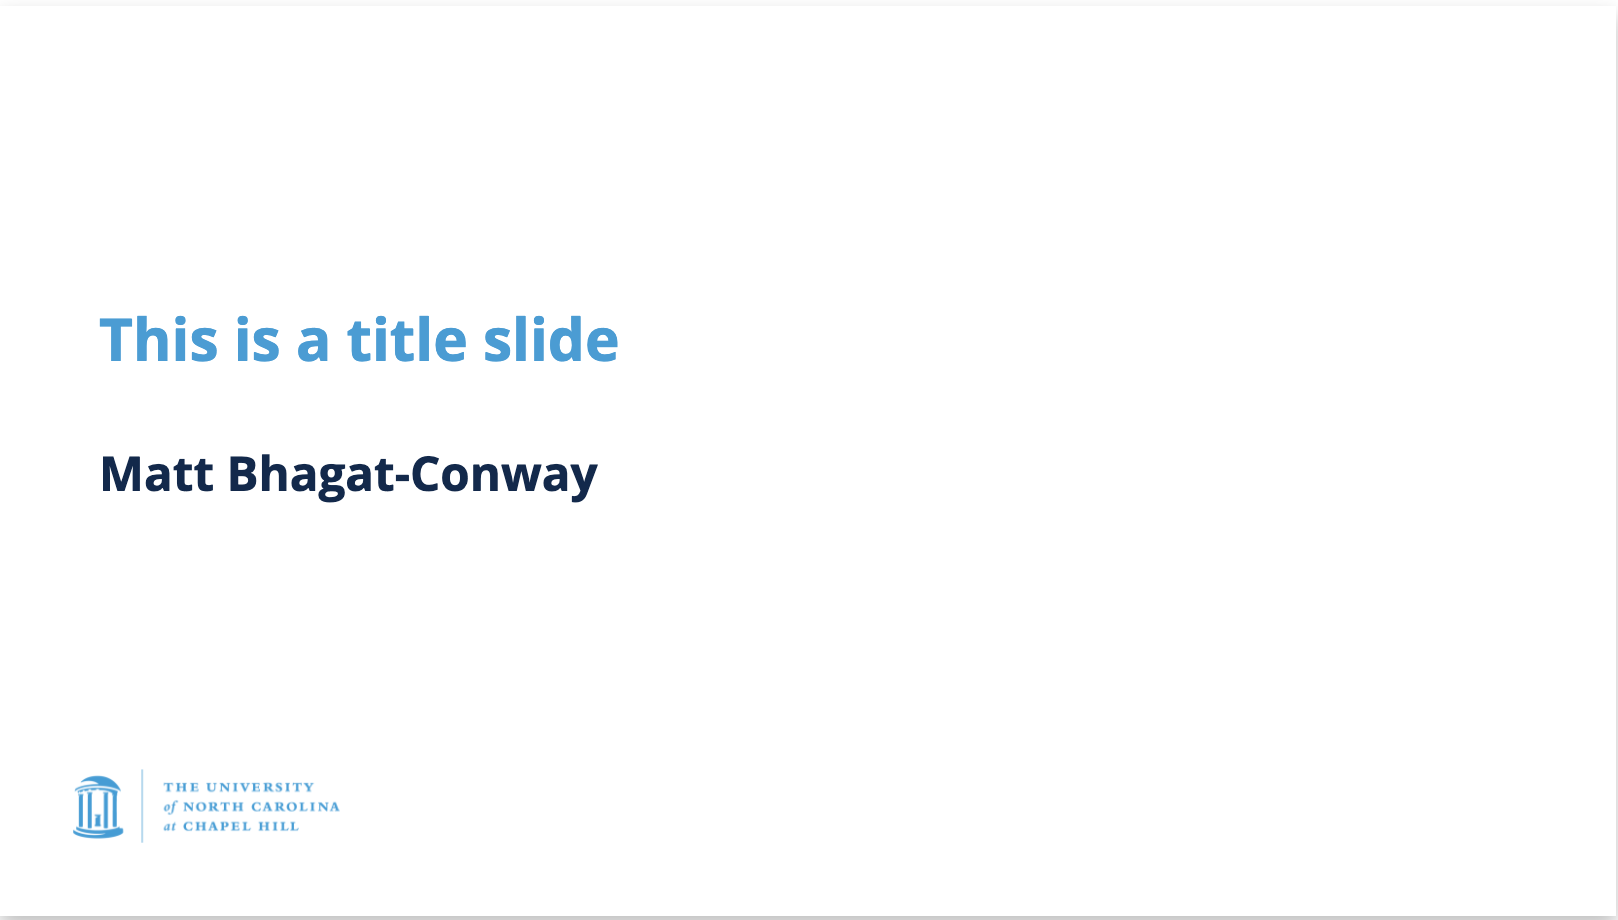 This is a title slide
Matt Bhagat-Conway
THE UNIVERSITY
of NORTH CAROLINA
at CHAPEL HILL